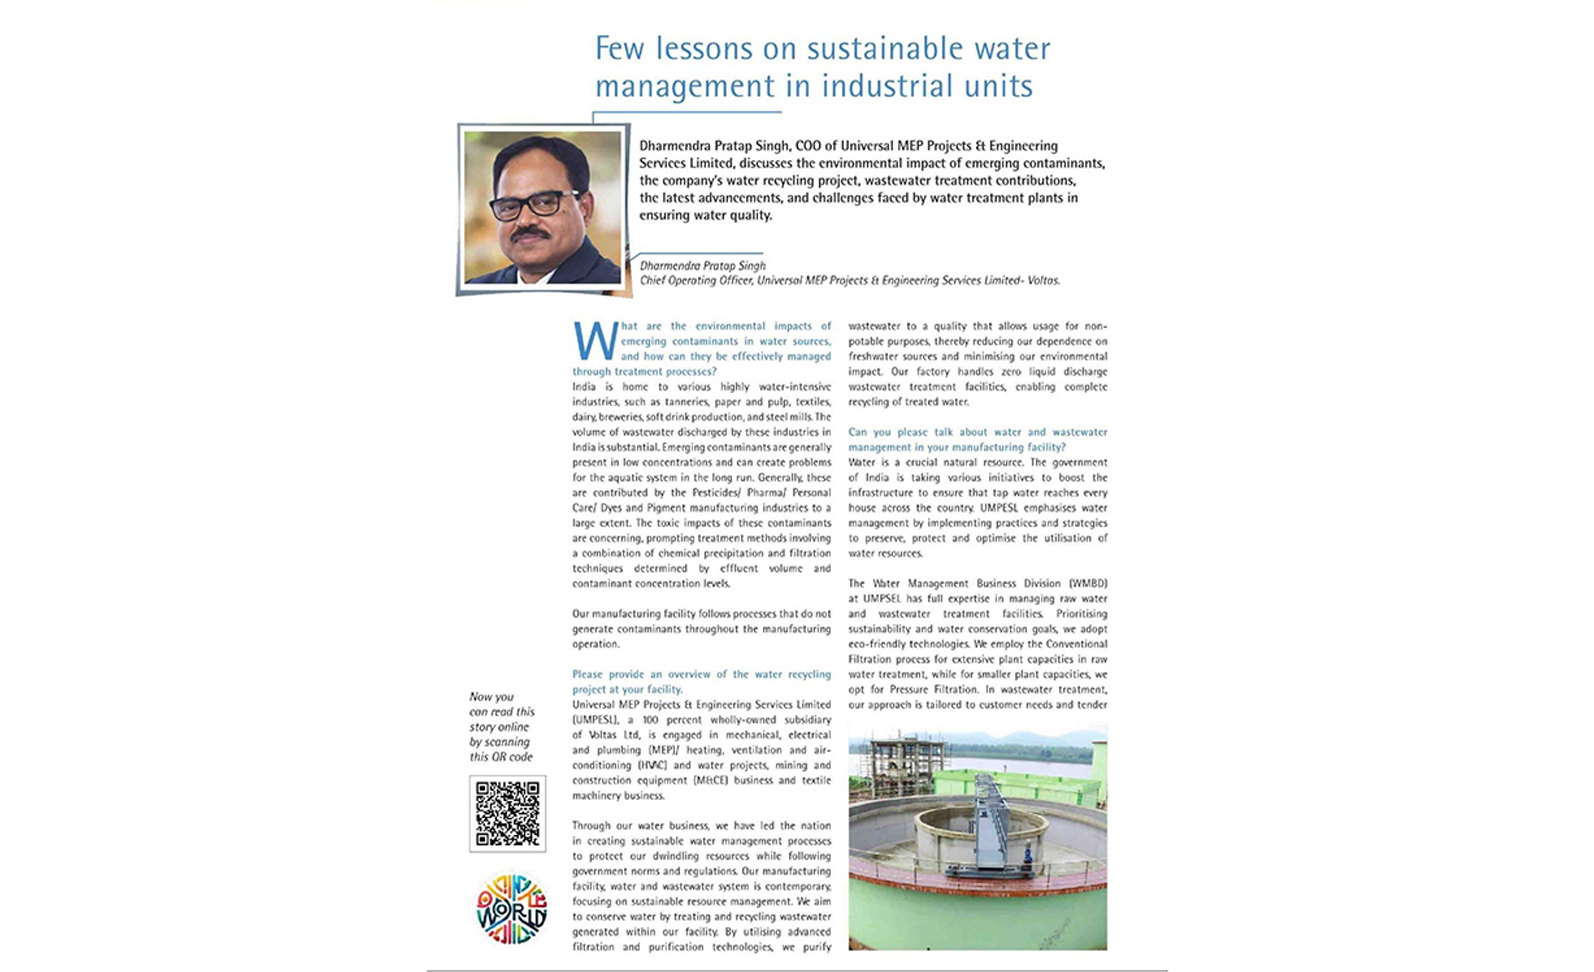 Few lessons on sustainable water
management in industrial units
Dharmendra Pratap Singh, COO of Universal MEP Projects & Engineering
Services Limited, discusses the environmental impact of emerging contaminants,
the company's water recycling project, wastewater treatment contributions,
the latest advancements, and challenges faced by water treatment plants in
ensuring water quality.
Dharmendra Pratap Singh
Chief Operating Officer, Universal MEP Projects & Engineering Services Limited- Voltas.
What are the environmental impacts of
emerging contaminants in water sources,
and how can they be effectively managed
through treatment processes?
India is home to various highly water-intensive
industries, such as tanneries, paper and pulp, textiles,
dairy, breweries, soft drink production, and steel mills. The
volume of wastewater discharged by these industries in
India is substantial. Emerging contaminants are generally
present in low concentrations and can create problems
for the aquatic system in the long run. Generally, these
are contributed by the Pesticides/ Pharma/ Personal
Care/ Dyes and Pigment manufacturing industries to a
large extent. The toxic impacts of these contaminants
are concerning, prompting treatment methods involving
a combination of chemical precipitation and filtration
techniques determined by effluent volume and
contaminant concentration levels.
Our manufacturing facility follows processes that do not
generate contaminants throughout the manufacturing
operation.
Please provide an overview of the water recycling
project at your facility.
Universal MEP Projects & Engineering Services Limited
(UMPESL), a 100 percent wholly-owned subsidiary
of Voltas Ltd, is engaged in mechanical, electrical
and plumbing (MEP)/ heating, ventilation and air-
conditioning (HVAC) and water projects, mining and
construction equipment (M&CE) business and textile
machinery business.
Through our water business, we have led the nation
in creating sustainable water management processes
to protect our dwindling resources while following
government norms and regulations. Our manufacturing
facility, water and wastewater system is contemporary,
focusing on sustainable resource management. We aim
to conserve water by treating and recycling wastewater
generated within our facility. By utilising advanced
filtration and purification technologies, we purify
wastewater to a quality that allows usage for non-
potable purposes, thereby reducing our dependence on
freshwater sources and minimising our environmental
impact. Our factory handles zero liquid discharge
wastewater treatment facilities, enabling complete
recycling of treated water.
Can you please talk about water and wastewater
management in your manufacturing facility?
Water is a crucial natural resource. The government
of India is taking various initiatives to boost the
infrastructure to ensure that tap water reaches every
house across the country. UMPESL emphasises water
management by implementing practices and strategies
to preserve, protect and optimise the utilisation of
water resources.
The Water Management Business Division (WMBD)
at UMPSEL has full expertise in managing raw water
and wastewater treatment facilities. Prioritising
sustainability and water conservation goals, we adopt
eco-friendly technologies. We employ the Conventional
Filtration process for extensive plant capacities in raw
water treatment, while for smaller plant capacities, we
opt for Pressure Filtration. In wastewater treatment,
our approach is tailored to customer needs and tender
Now you
can read this
story online
by scanning
this QR code
WORLD